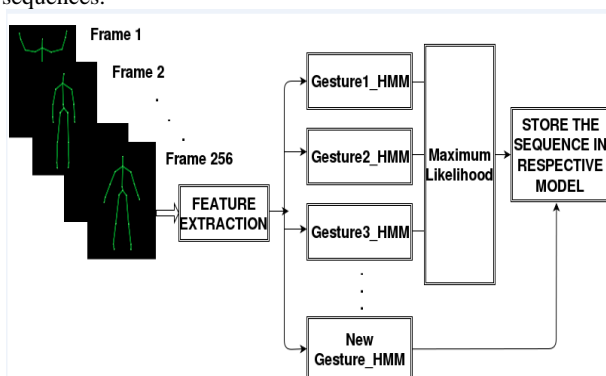 sequences.
Frame 1
Frame 2
Frame 256
FEATURE
EXTRACTION
Gesture1_HMM
Gesture2_HMM
Gesture3_HMM
New
Gesture_HMM
Maximum
Likelihood
STORE THE
SEQUENCE IN
RESPECTIVE
MODEL